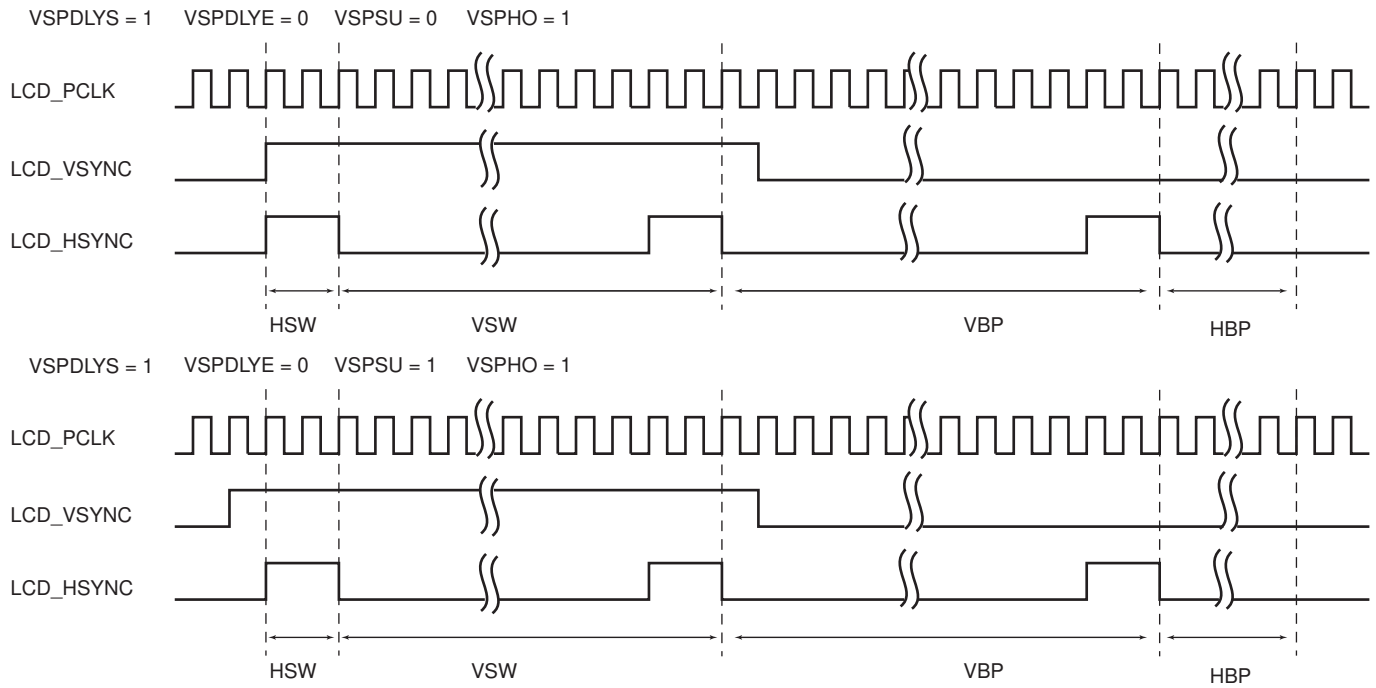 VSPDLYS = 1 VSPDLYE = 0 VSPSU = 0 VSPHO = 1
LCD_PCLK
LCD_VSYNC
LCD_HSYNC
HSW VSW VBP HBP
VSPDLYS = 1 VSPDLYE = 0 VSPSU = 1 VSPHO = 1
LCD_PCLK
LCD_VSYNC
LCD_HSYNC
HSW VSW VBP HBP